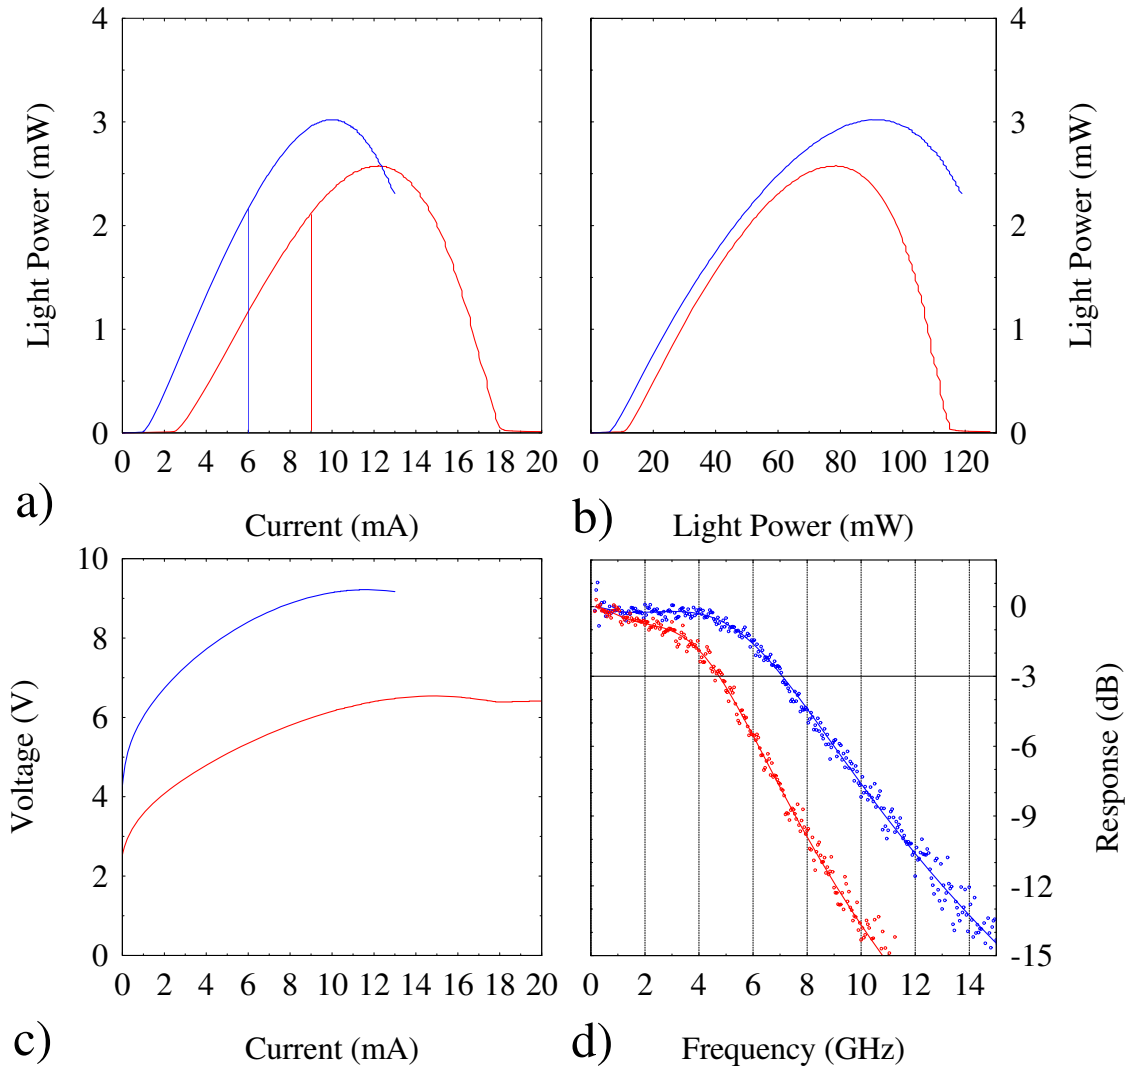 4
3
2
1
0
Light Power (mW)
0 2 4 6 8 10 12 14 16 18 20
Current (mA)
a)
4
3
2
1
0
Light Power (mW)
0 20 40 60 80 100 120
Light Power (mW)
b)
10
8
6
4
2
0
Voltage (V)
0 2 4 6 8 10 12 14 16 18 20
Current (mA)
c)
0
-3
-6
-9
-12
-15
Response (dB)
0 2 4 6 8 10 12 14
Frequency (GHz)
d)